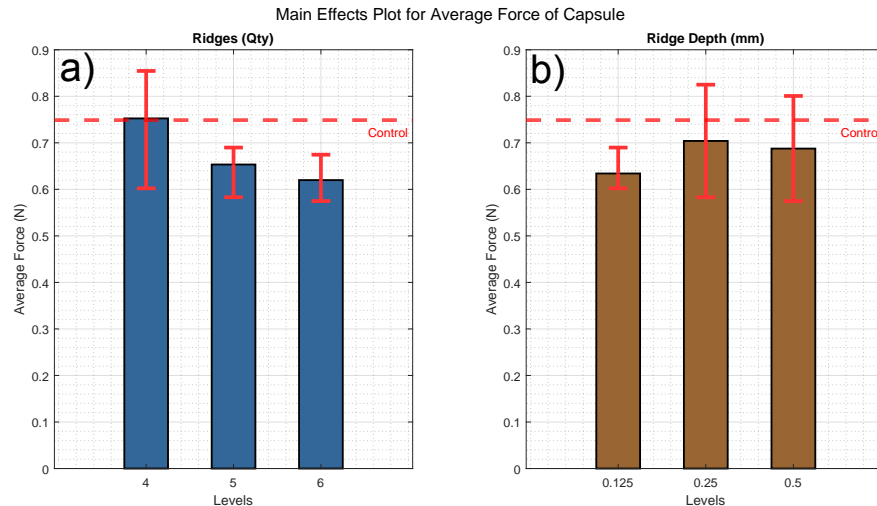 Main Effects Plot for Average Force of Capsule
Ridges (Qty)
a)
0.9
0.8
0.7
0.6
0.5
0.4
0.3
0.2
0.1
0
Average Force (N)
Control
4 5 6
Levels
Ridge Depth (mm)
b)
0.9
0.8
0.7
0.6
0.5
0.4
0.3
0.2
0.1
0
Average Force (N)
Control
0.125 0.25 0.5
Levels